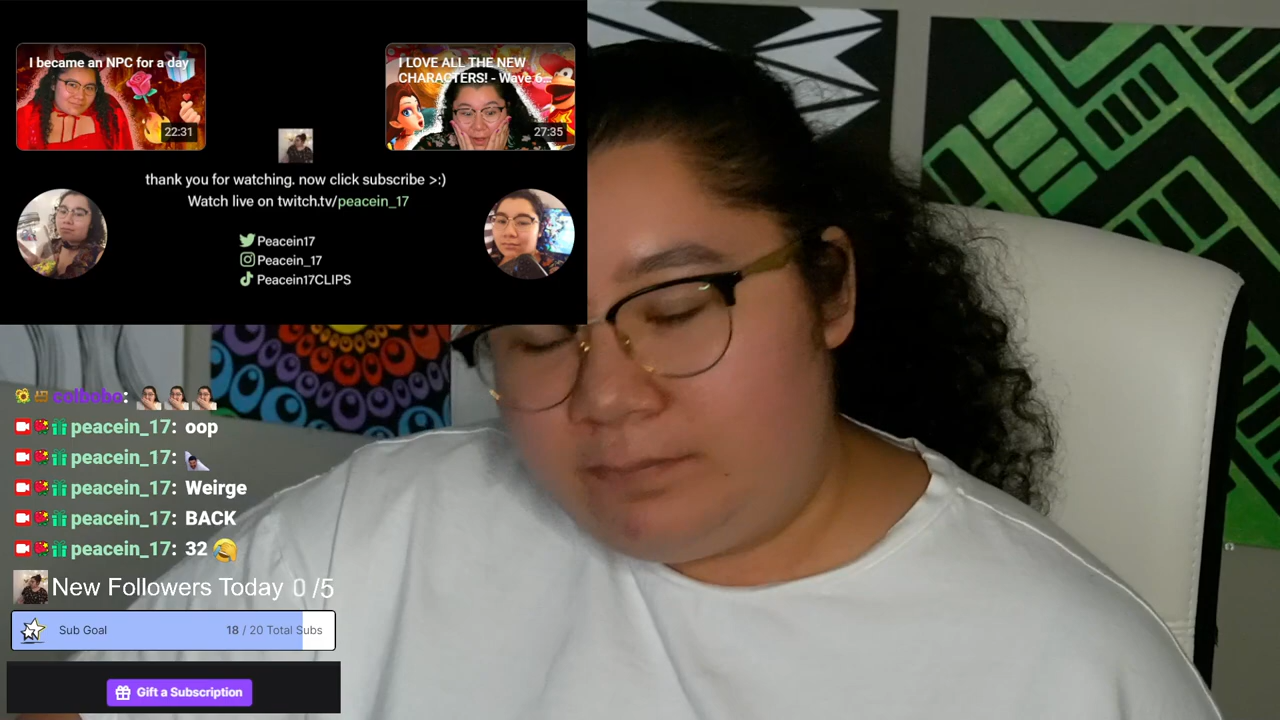 I became an NPC for a day
22:31
I LOVE ALL THE NEW
CHARACTERS! - Wave 6...
27:35
thank you for watching. now click subscribe >:)
Watch live on twitch.tv/peacein_17
Peacein17
Peacein_17
Peacein17CLIPS
colbobo:
peacein_17: oop
peacein_17:
peacein_17: Weirge
peacein_17: BACK
peacein_17: 32 😂
New Followers Today 0 /5
Sub Goal 18 / 20 Total Subs
Gift a Subscription